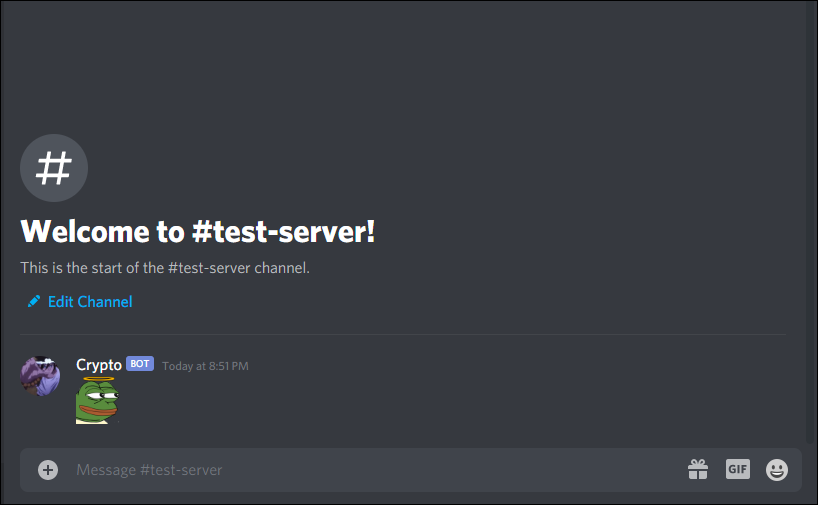 #
Welcome to #test-server!
This is the start of the #test-server channel.
Edit Channel
Crypto BOT Today at 8:51 PM
Message #test-server GIF